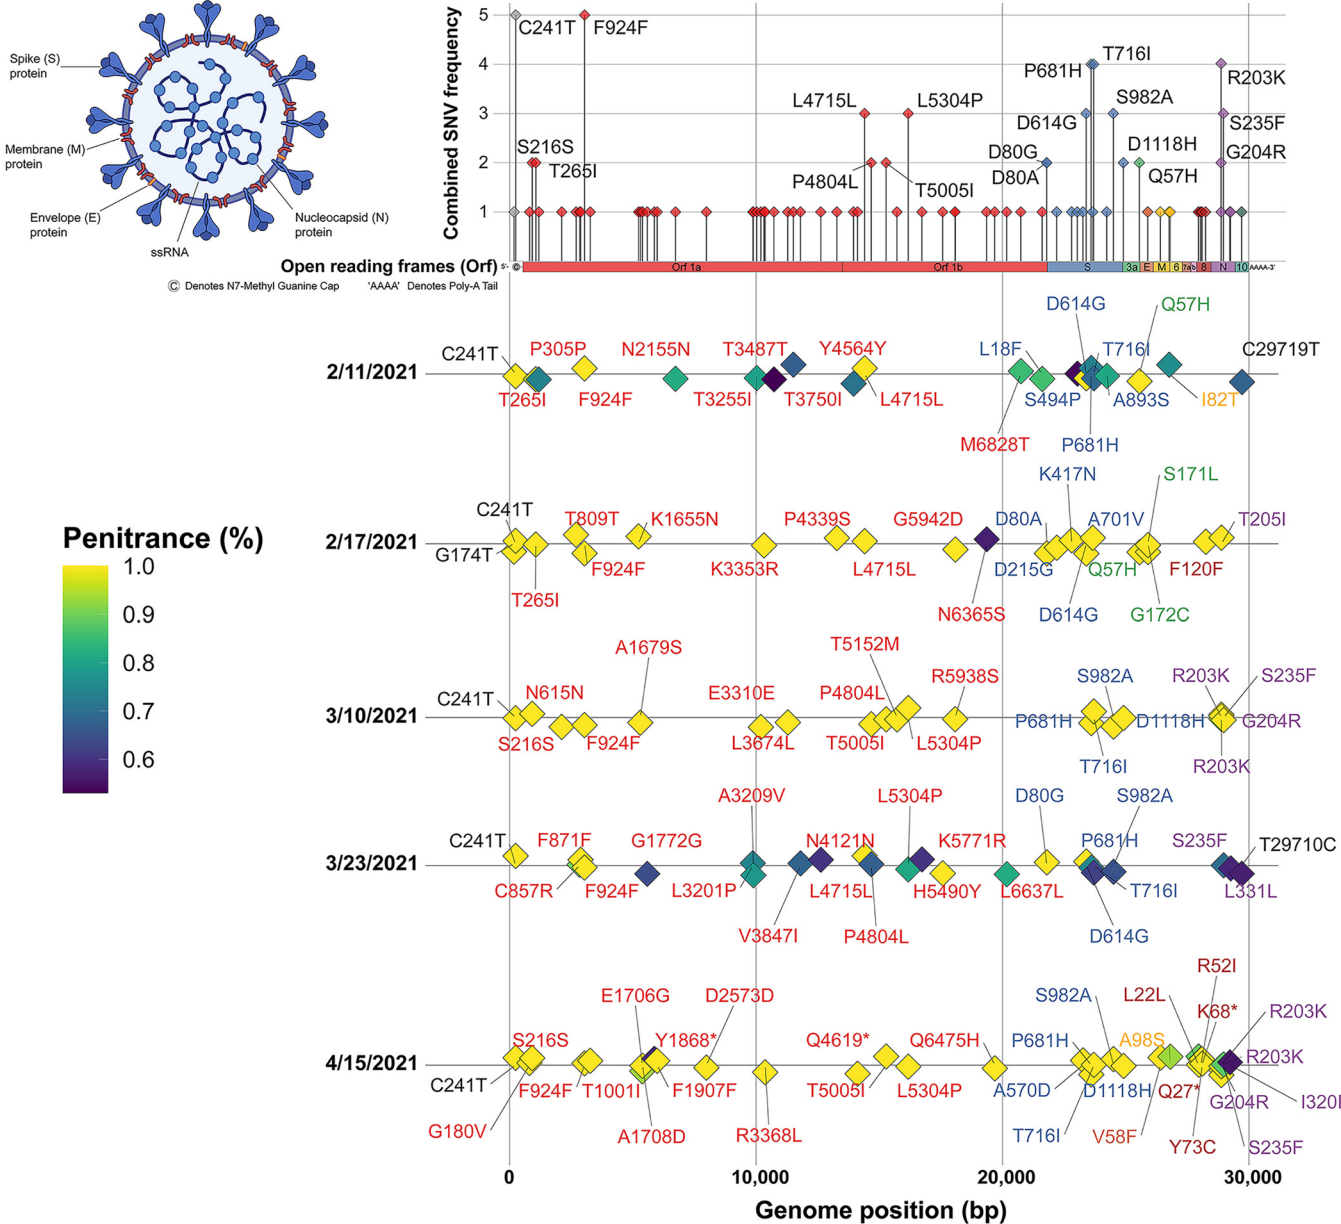 Spike (S)
protein
Membrane (M)
protein
Envelope (E)
protein
ssRNA
Nucleocapsid (N)
protein
Combined SNV frequency
5
4
3
2
1
C241T
F924F
S216S
T265I
L4715L
L5304P
P4804L
T5005I
P681H
T716I
D614G
S982A
D80G
D80A
D1118H
Q57H
R203K
S235F
G204R
Open reading frames (Orf)
5'-
©
Orf 1a
Orf 1b
S
3a
E
M
6
7a
b
8
N
10
AAAA-3'
© Denotes N7-Methyl Guanine Cap 'AAAA' Denotes Poly-A Tail
Penitrance (%)
1.0
0.9
0.8
0.7
0.6
2/11/2021
D614G
Q57H
C241T
P305P
N2155N
T3487T
Y4564Y
L18F
T716I
C29719T
T265I
F924F
T3255I
T3750I
L4715L
S494P
A893S
I82T
M6828T
P681H
2/17/2021
K417N
S171L
C241T
T809T
K1655N
P4339S
G5942D
D80A
A701V
T205I
G174T
F924F
K3353R
L4715L
D215G
Q57H
F120F
T265I
N6365S
D614G
G172C
3/10/2021
A1679S
T5152M
C241T
N615N
E3310E
P4804L
R5938S
S982A
R203K
S235F
P681H
D1118H
G204R
S216S
F924F
L3674L
T5005I
L5304P
T716I
R203K
3/23/2021
A3209V
L5304P
D80G
S982A
C241T
F871F
G1772G
N4121N
K5771R
P681H
S235F
T29710C
C857R
F924F
L3201P
L4715L
H5490Y
L6637L
T716I
L331L
V3847I
P4804L
D614G
4/15/2021
R52I
E1706G
D2573D
S982A
L22L
K68*
R203K
S216S
Y1868*
Q4619*
Q6475H
P681H
A98S
R203K
C241T
F924F
T1001I
F1907F
T5005I
L5304P
A570D
D1118H
Q27*
G204R
I320I
G180V
A1708D
R3368L
T716I
V58F
Y73C
S235F
0
10,000
20,000
30,000
Genome position (bp)